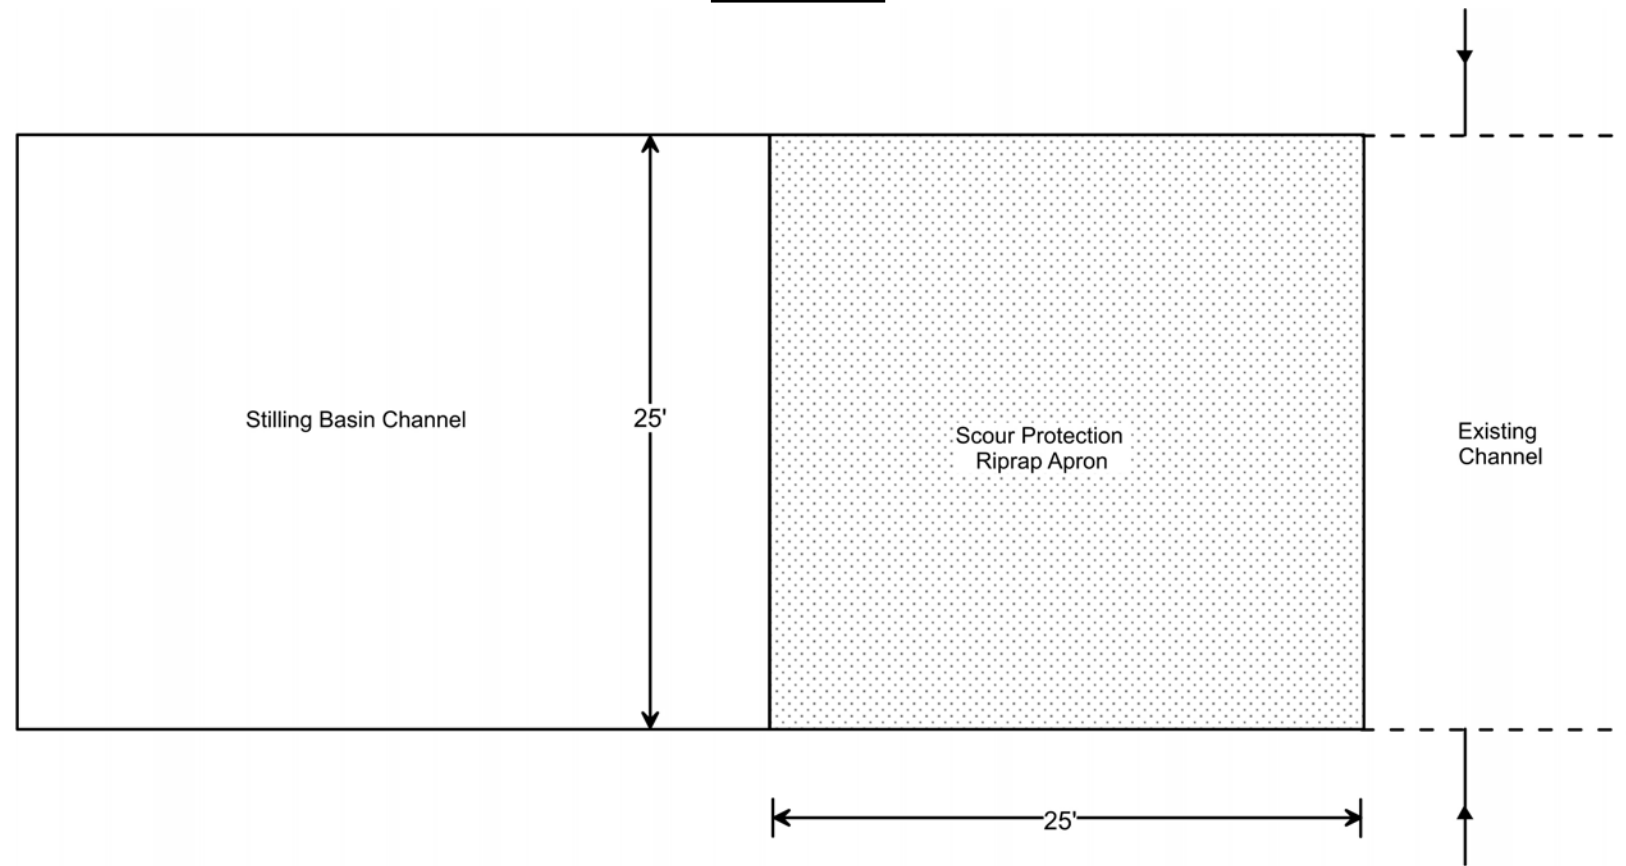 Stilling Basin Channel
25'
Scour Protection
Riprap Apron
Existing
Channel
25'